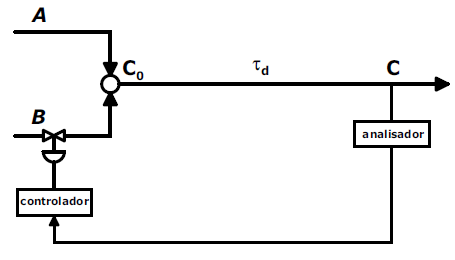 A
C₀
τd
C
B
analisador
controlador